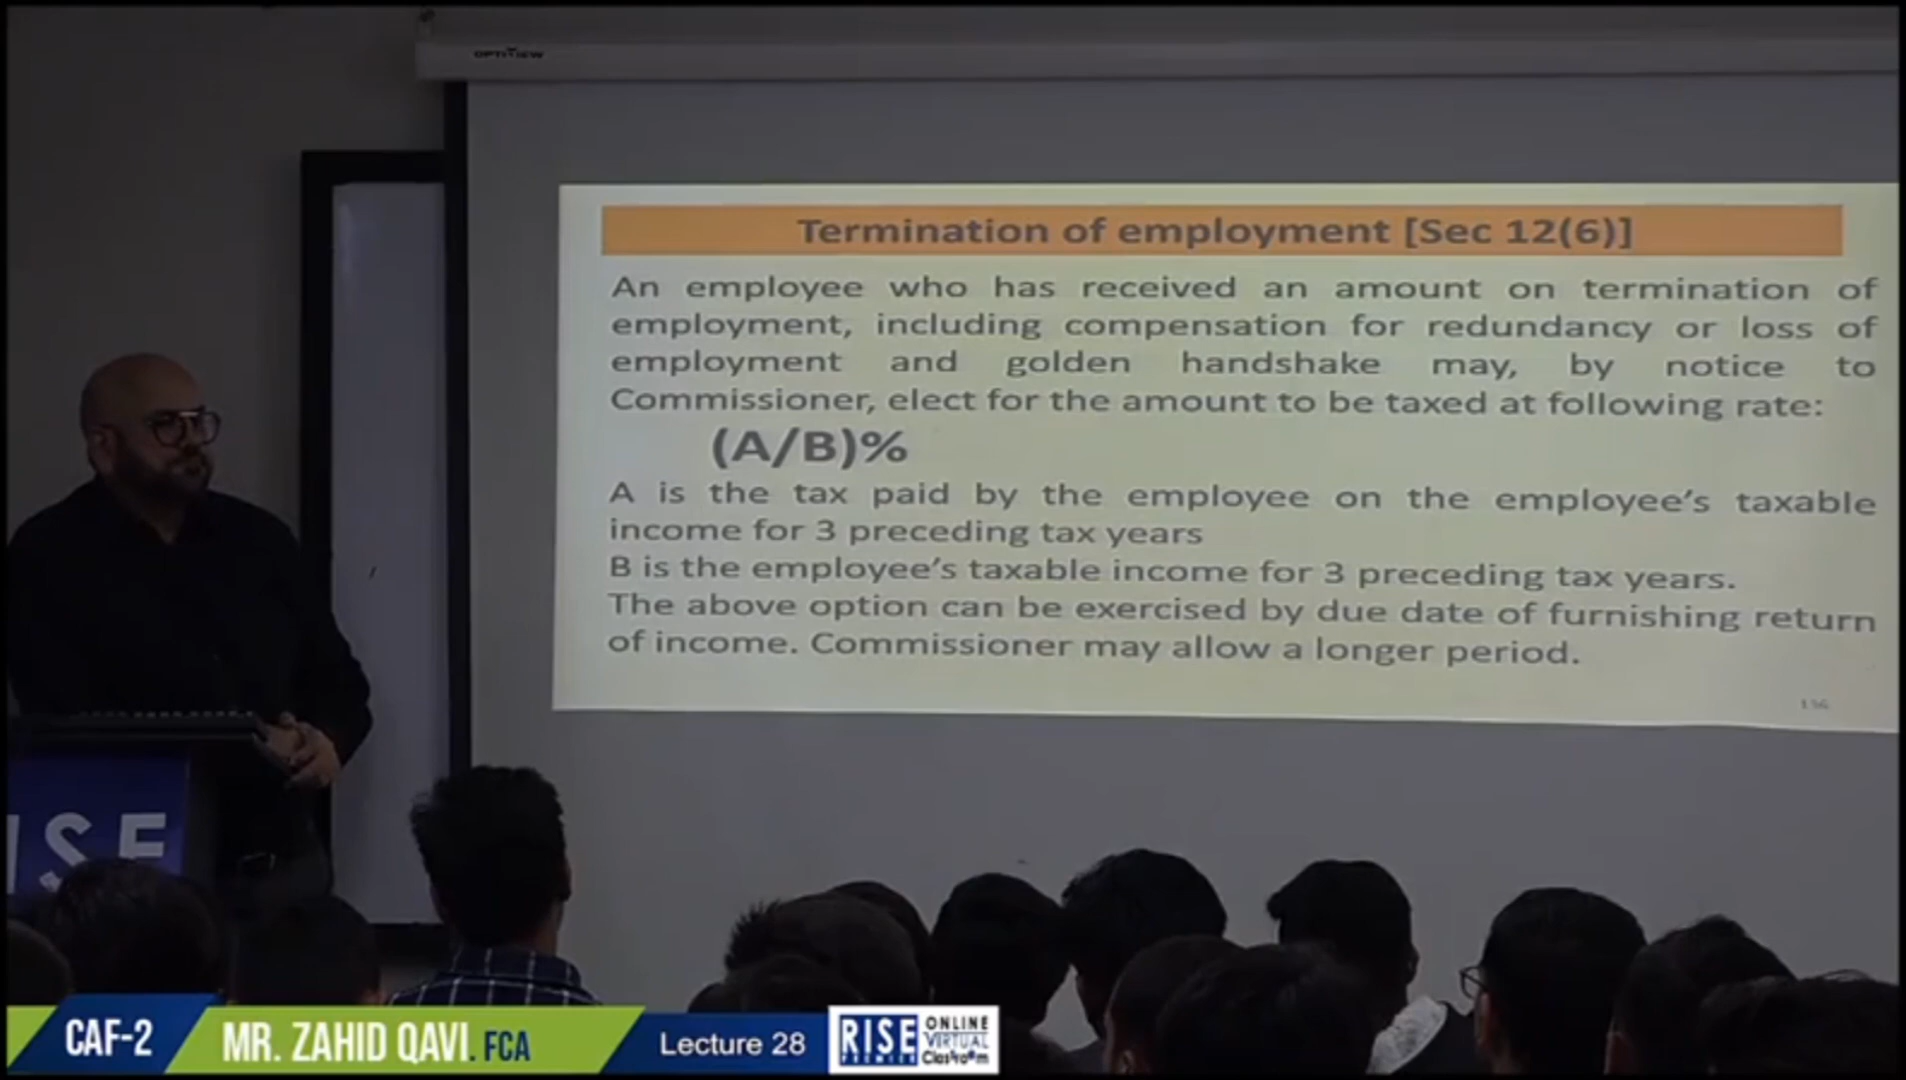 OPTIVIEW
Termination of employment [Sec 12(6)]
An employee who has received an amount on termination of
employment, including compensation for redundancy or loss of
employment and golden handshake may, by notice to
Commissioner, elect for the amount to be taxed at following rate:
(A/B)%
A is the tax paid by the employee on the employee's taxable
income for 3 preceding tax years
B is the employee's taxable income for 3 preceding tax years.
The above option can be exercised by due date of furnishing return
of income. Commissioner may allow a longer period.
ISE
CAF-2
MR. ZAHID QAVI. FCA
Lecture 28
RISE
PREMIER
ONLINE
VIRTUAL
Classroom